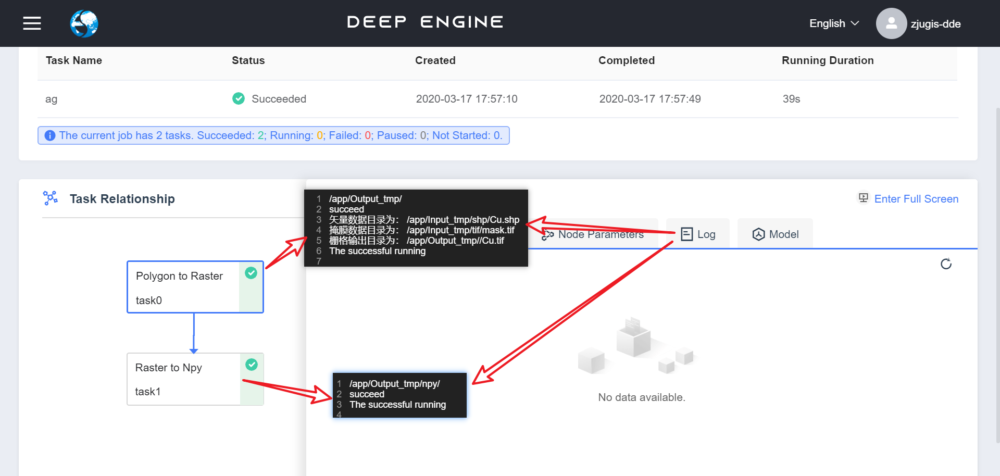 DEEP ENGINE
English
zjugis-dde
Task Name Status Created Completed Running Duration
ag Succeeded 2020-03-17 17:57:10 2020-03-17 17:57:49 39s
The current job has 2 tasks. Succeeded: 2; Running: 0; Failed: 0; Paused: 0; Not Started: 0.
Task Relationship
Enter Full Screen
1 /app/Output_tmp/
2 succeed
3 矢量数据目录为： /app/Input_tmp/shp/Cu.shp
4 掩膜数据目录为： /app/Input_tmp/tif/mask.tif
5 栅格输出目录为： /app/Output_tmp//Cu.tif
6 The successful running
7
Node Parameters
Log
Model
Polygon to Raster
task0
Raster to Npy
task1
1 /app/Output_tmp/npy/
2 succeed
3 The successful running
4
No data available.